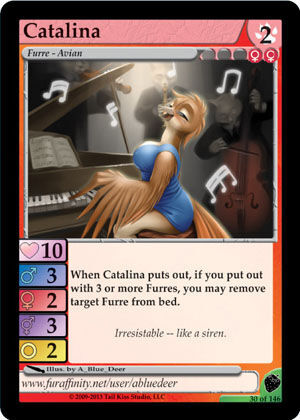 Catalina
2
Furre - Avian
10
3
2
3
2
When Catalina puts out, if you put out
with 3 or more Furres, you may remove
target Furre from bed.
Irresistable -- like a siren.
Illus. by A_Blue_Deer
www.furaffinity.net/user/abluedeer
©2009-2013 Tail Kiss Studio, LLC
30 of 146